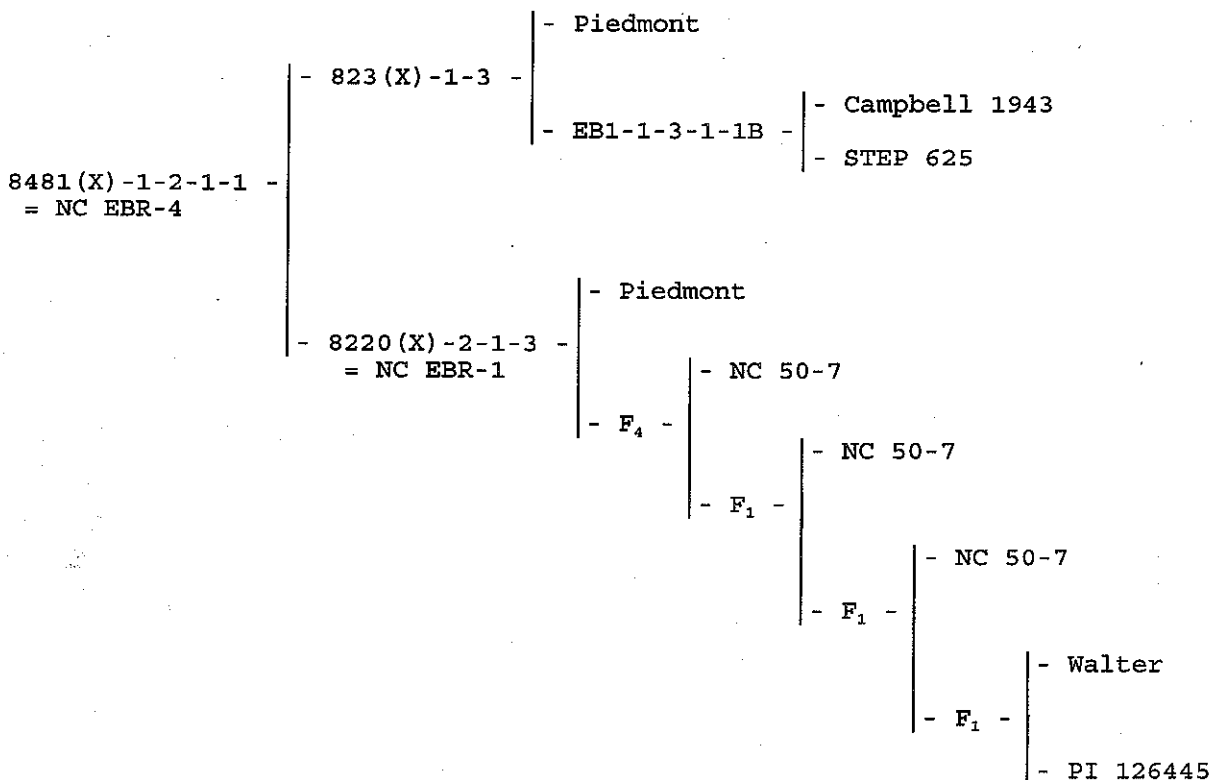 - Piedmont
- 823(X)-1-3 -
- Campbell 1943
- EB1-1-3-1-1B -
- STEP 625
8481(X)-1-2-1-1 -
= NC EBR-4
- Piedmont
- 8220(X)-2-1-3 -
= NC EBR-1
- NC 50-7
- F₄ -
- NC 50-7
- F₁ -
- NC 50-7
- F₁ -
- Walter
- F₁ -
- PI 126445